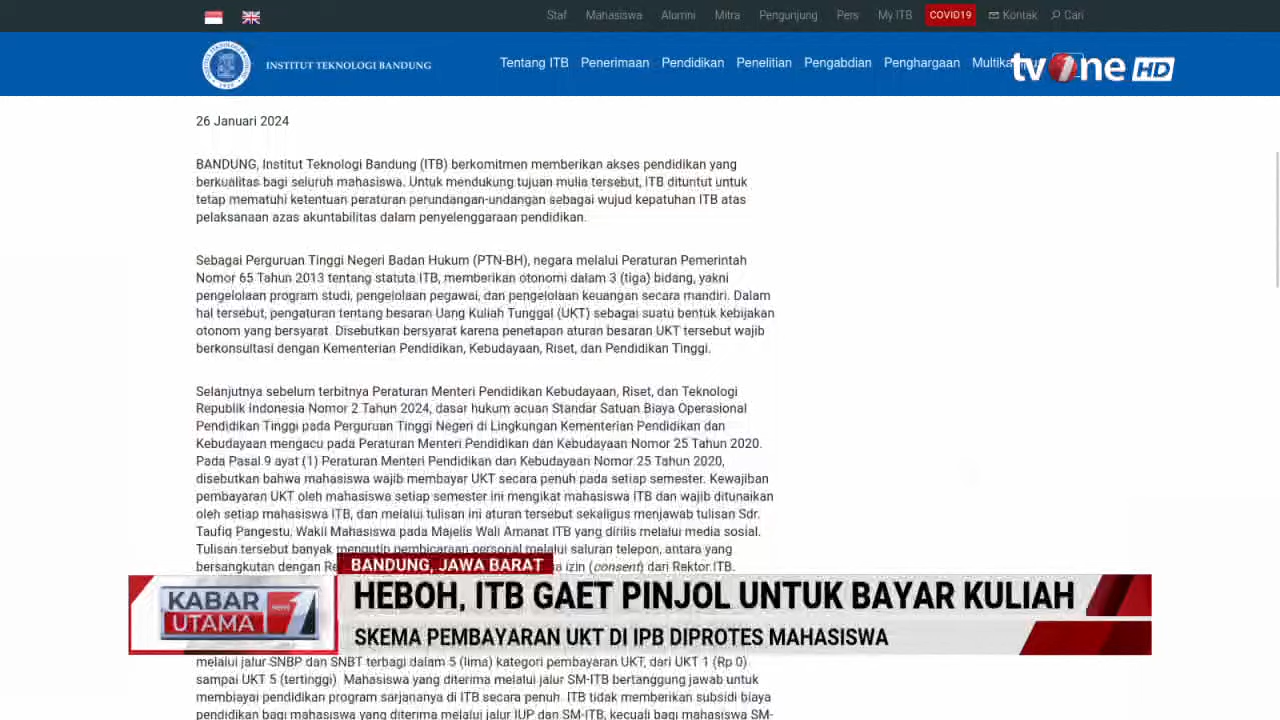 Staf Mahasiswa Alumni Mitra Pengunjung Pers My ITB COVID19 Kontak Cari
INSTITUT TEKNOLOGI BANDUNG
Tentang ITB Penerimaan Pendidikan Penelitian Pengabdian Penghargaan
tvOne HD
26 Januari 2024
BANDUNG, Institut Teknologi Bandung (ITB) berkomitmen memberikan akses pendidikan yang
berkualitas bagi seluruh mahasiswa. Untuk mendukung tujuan mulia tersebut, ITB dituntut untuk
tetap mematuhi ketentuan peraturan perundangan-undangan sebagai wujud kepatuhan ITB atas
pelaksanaan azas akuntabilitas dalam penyelenggaraan pendidikan.
Sebagai Perguruan Tinggi Negeri Badan Hukum (PTN-BH), negara melalui Peraturan Pemerintah
Nomor 65 Tahun 2013 tentang statuta ITB, memberikan otonomi dalam 3 (tiga) bidang, yakni
pengelolaan program studi, pengelolaan pegawai, dan pengelolaan keuangan secara mandiri. Dalam
hal tersebut, pengaturan tentang besaran Uang Kuliah Tunggal (UKT) sebagai suatu bentuk kebijakan
otonom yang bersyarat. Disebutkan bersyarat karena penetapan aturan besaran UKT tersebut wajib
berkonsultasi dengan Kementerian Pendidikan, Kebudayaan, Riset, dan Pendidikan Tinggi.
Selanjutnya sebelum terbitnya Peraturan Menteri Pendidikan Kebudayaan, Riset, dan Teknologi
Republik Indonesia Nomor 2 Tahun 2024, dasar hukum acuan Standar Satuan Biaya Operasional
Pendidikan Tinggi pada Perguruan Tinggi Negeri di Lingkungan Kementerian Pendidikan dan
Kebudayaan mengacu pada Peraturan Menteri Pendidikan dan Kebudayaan Nomor 25 Tahun 2020.
Pada Pasal 9 ayat (1) Peraturan Menteri Pendidikan dan Kebudayaan Nomor 25 Tahun 2020,
disebutkan bahwa mahasiswa wajib membayar UKT secara penuh pada setiap semester. Kewajiban
pembayaran UKT oleh mahasiswa setiap semester ini mengikat mahasiswa ITB dan wajib ditunaikan
oleh setiap mahasiswa ITB, dan melalui tulisan ini aturan tersebut sekaligus menjawab tulisan Sdr.
Taufiq Pangestu, Wakil Mahasiswa pada Majelis Wali Amanat ITB yang dirilis melalui media sosial.
Tulisan tersebut banyak mengutip pembicaraan personal melalui saluran telepon, antara yang
bersangkutan dengan izin (consent) dari Rektor ITB.
BANDUNG, JAWA BARAT
KABAR UTAMA
HEBOH, ITB GAET PINJOL UNTUK BAYAR KULIAH
SKEMA PEMBAYARAN UKT DI IPB DIPROTES MAHASISWA
melalui jalur SNBP dan SNBT terbagi dalam 5 (lima) kategori pembayaran UKT, dari UKT 1 (Rp 0)
sampai UKT 5 (tertinggi). Mahasiswa yang diterima melalui jalur SM-ITB bertanggung jawab untuk
membiayai pendidikan program sarjananya di ITB secara penuh. ITB tidak memberikan subsidi biaya
pendidikan bagi mahasiswa yang diterima melalui jalur IUP dan SM-ITB, kecuali bagi mahasiswa SM-